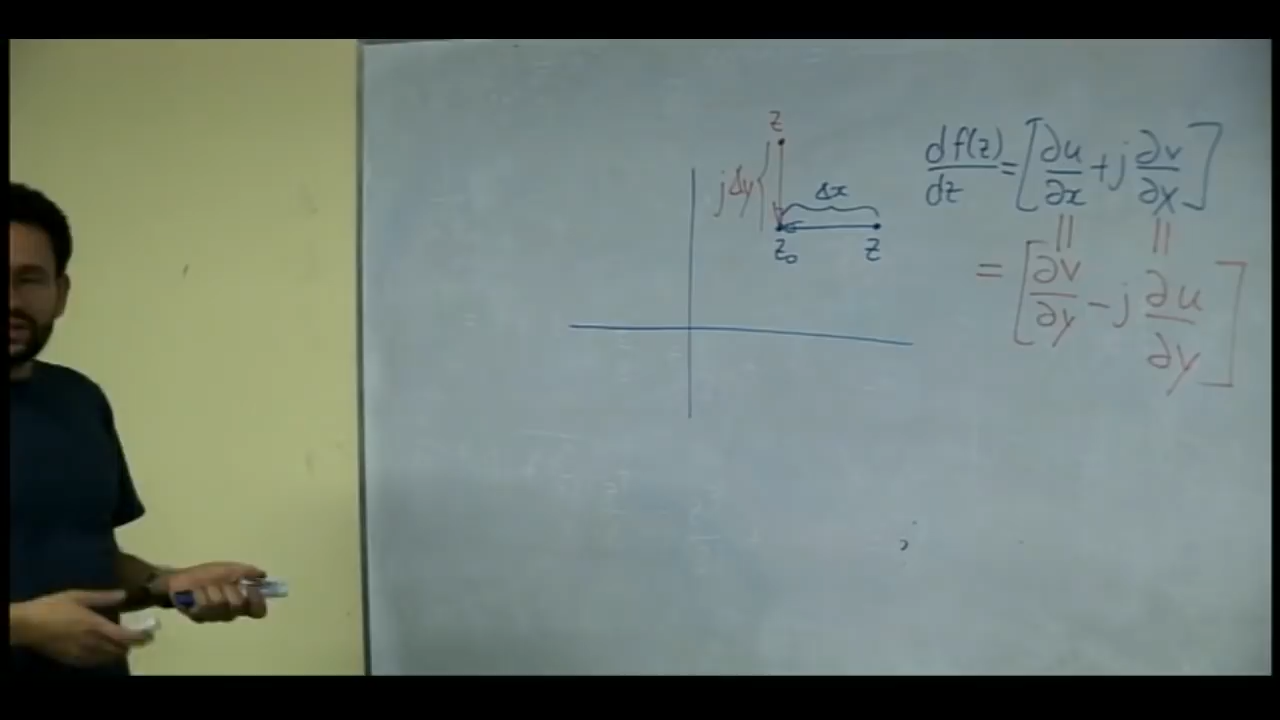 z
jΔy
Δx
z₀ z
df(z)/dz = [∂u/∂x + j ∂v/∂x]
|| ||
= [∂v/∂y - j ∂u/∂y]